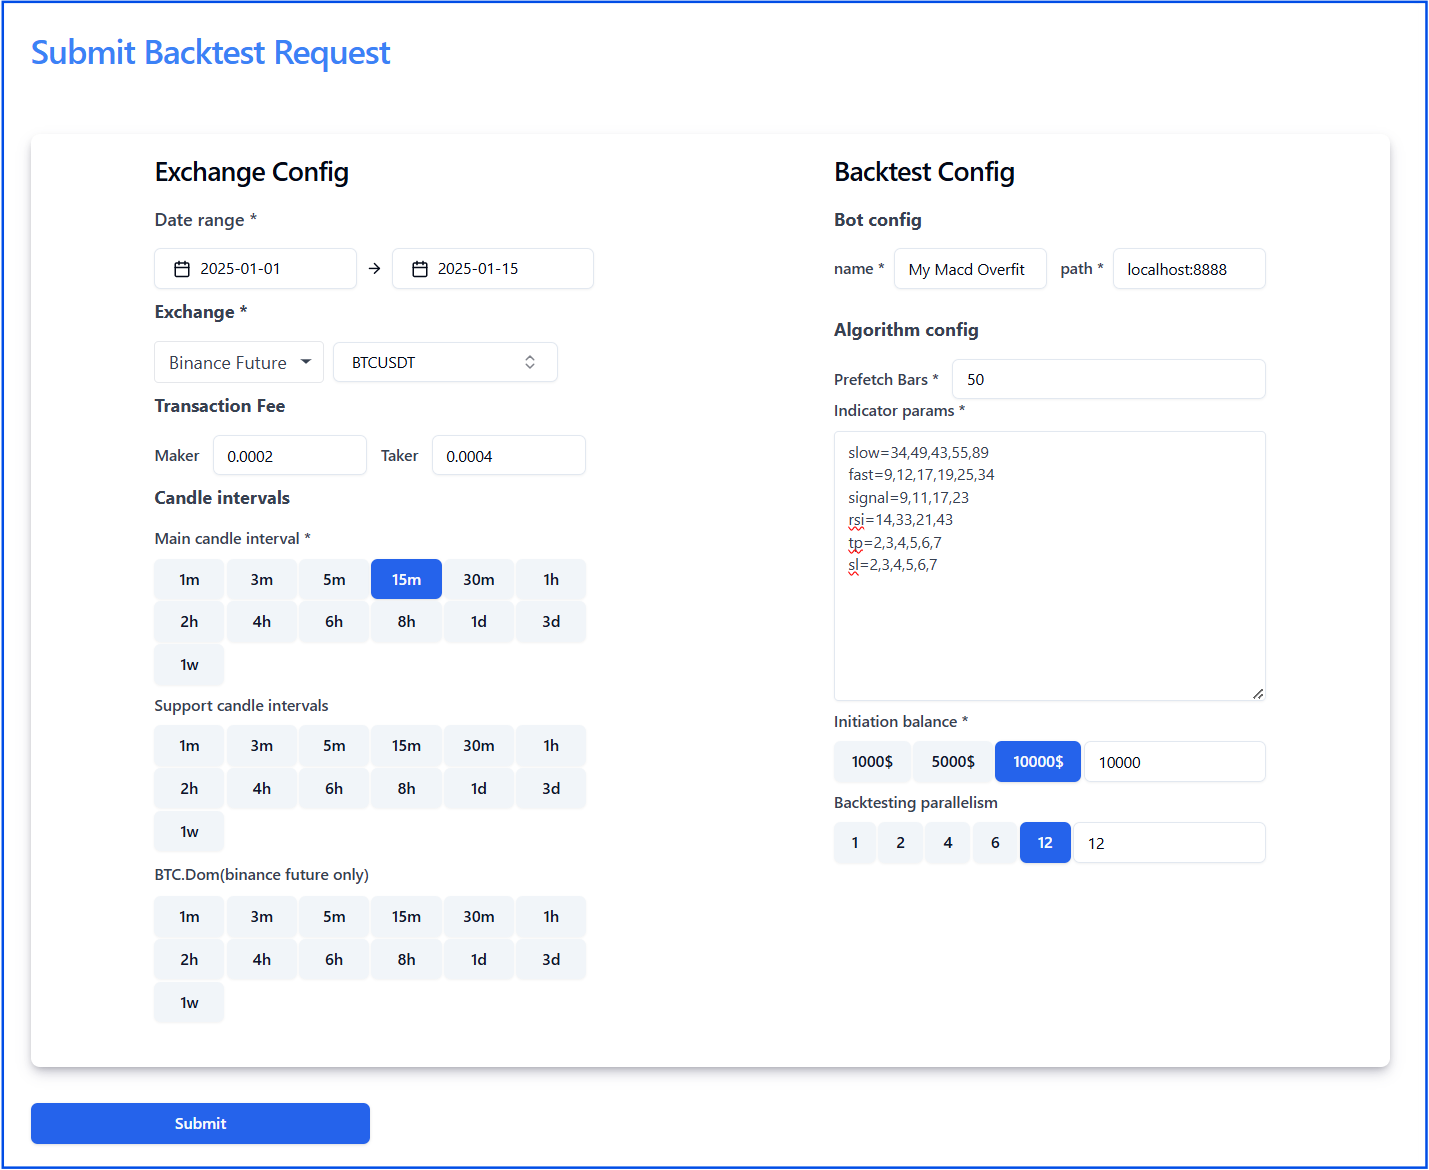 Submit Backtest Request
Exchange Config
Date range *
2025-01-01 → 2025-01-15
Exchange *
Binance Future BTCUSDT
Transaction Fee
Maker 0.0002 Taker 0.0004
Candle intervals
Main candle interval *
1m 3m 5m 15m 30m 1h
2h 4h 6h 8h 1d 3d
1w
Support candle intervals
1m 3m 5m 15m 30m 1h
2h 4h 6h 8h 1d 3d
1w
BTC.Dom(binance future only)
1m 3m 5m 15m 30m 1h
2h 4h 6h 8h 1d 3d
1w
Backtest Config
Bot config
name * My Macd Overfit path * localhost:8888
Algorithm config
Prefetch Bars * 50
Indicator params *
slow=34,49,43,55,89
fast=9,12,17,19,25,34
signal=9,11,17,23
rsi=14,33,21,43
tp=2,3,4,5,6,7
sl=2,3,4,5,6,7
Initiation balance *
1000$ 5000$ 10000$ 10000
Backtesting parallelism
1 2 4 6 12 12
Submit